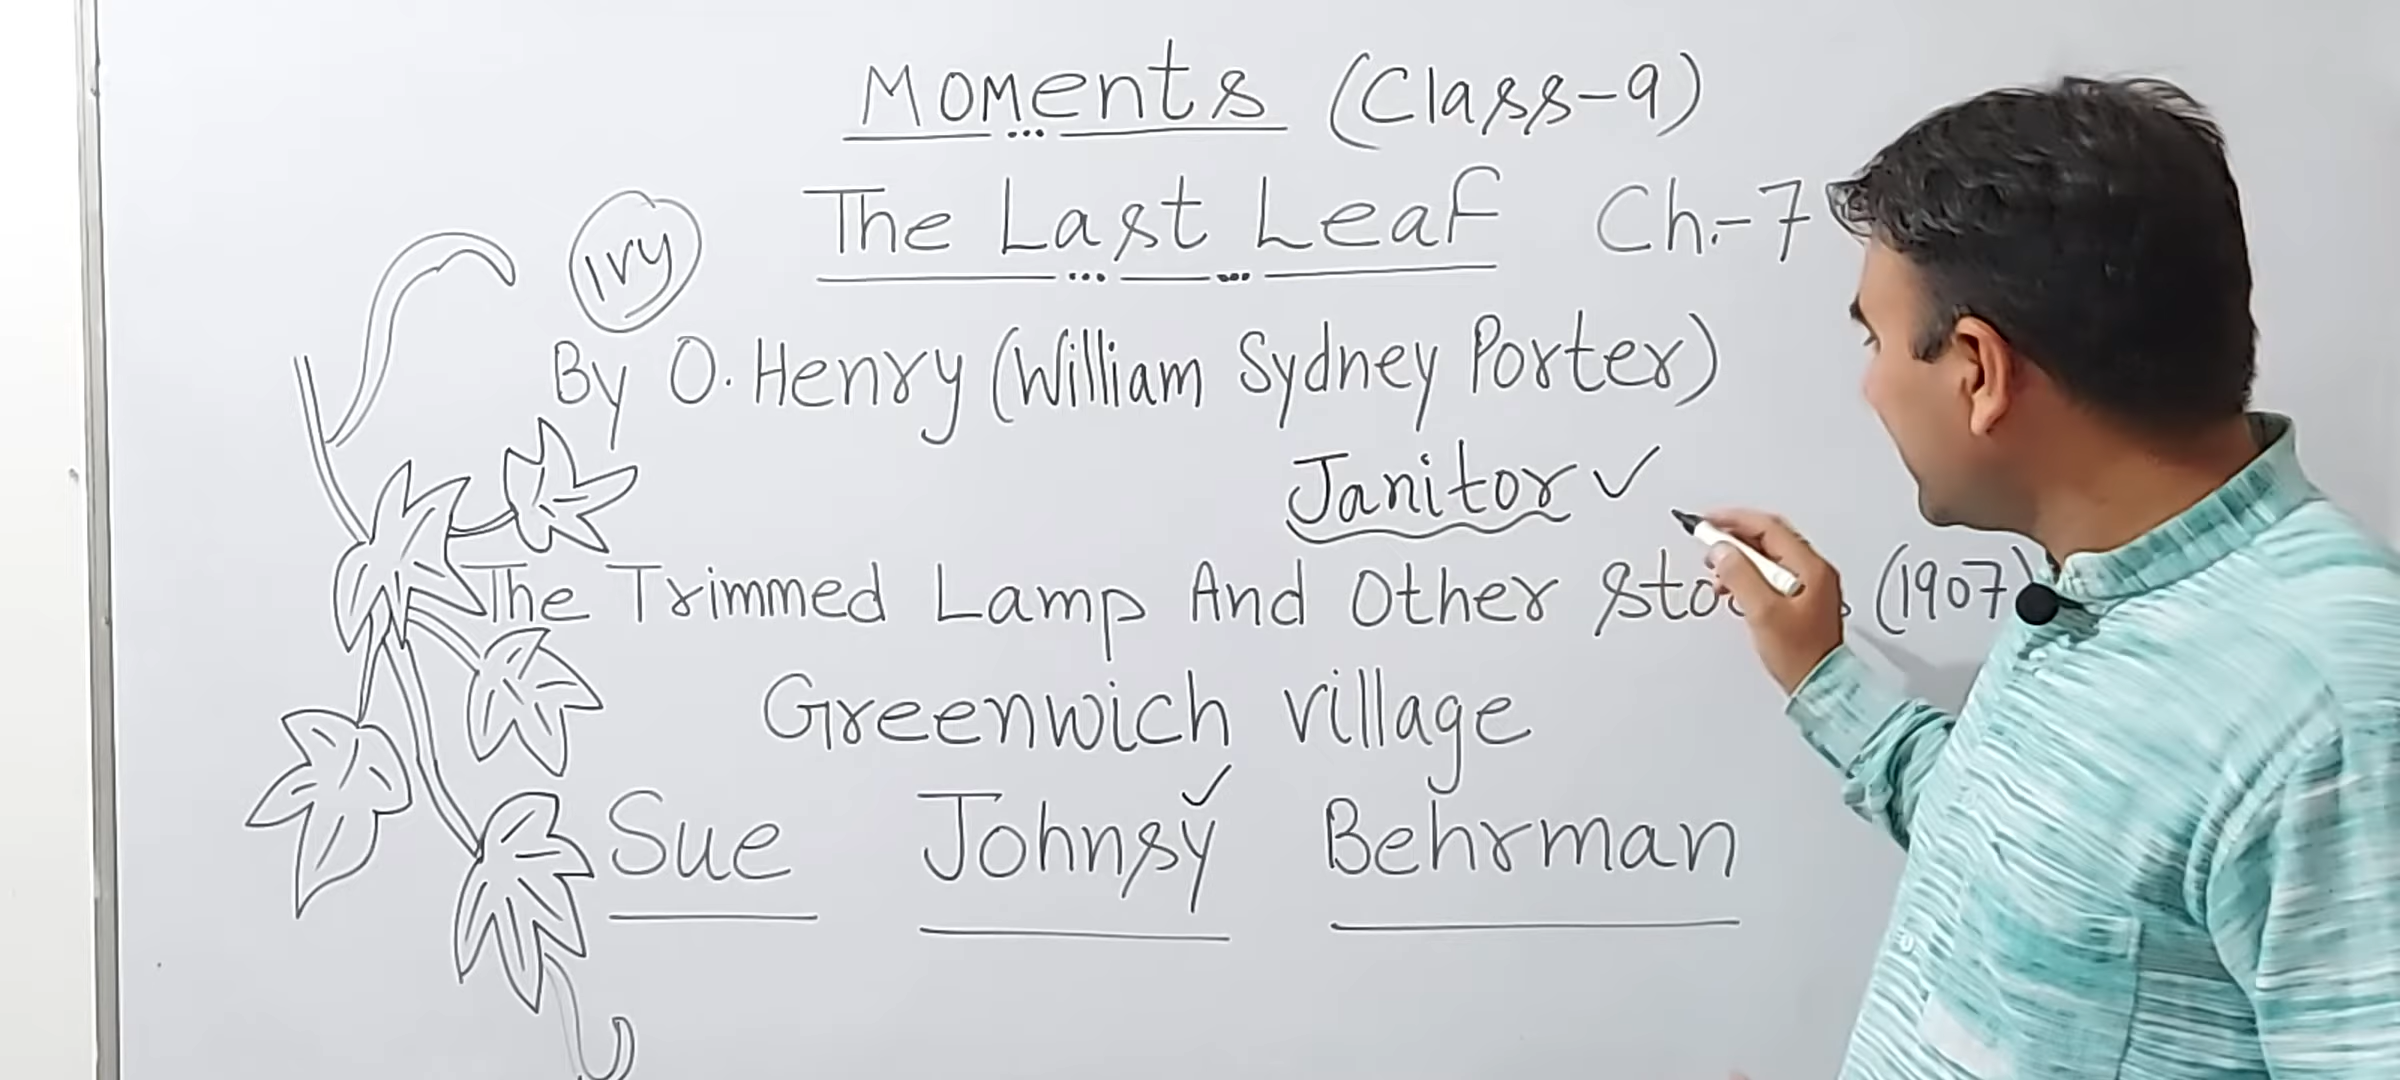 Moments (Class-9)
The Last Leaf Ch.-7
Ivy
By O. Henry (William Sydney Porter)
Janitor ✓
The Trimmed Lamp And Other (1907)
Greenwich village
Sue Johnsy ✓ Behrman